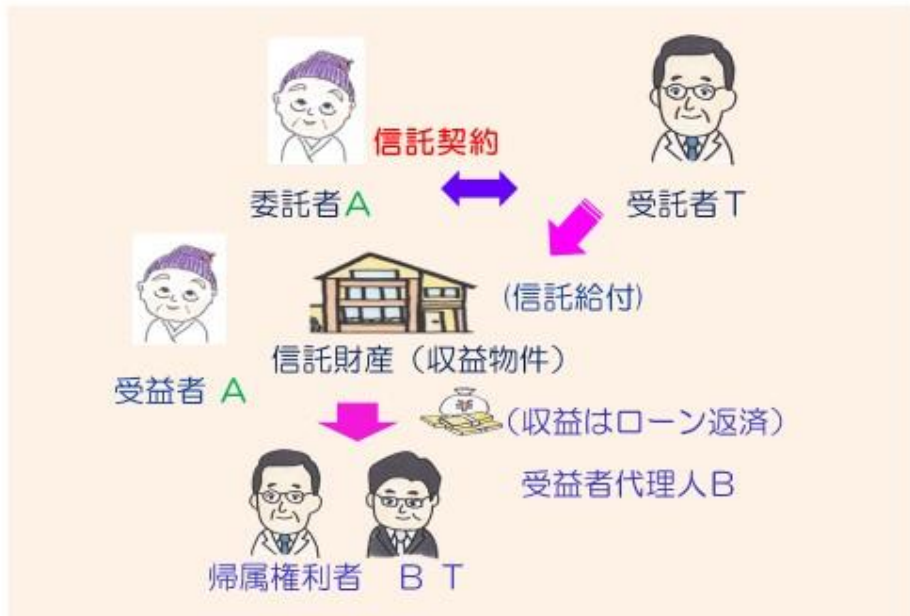 信託契約
委託者A
受託者T
(信託給付)
信託財産（収益物件）
受益者 A
¥
（収益はローン返済）
受益者代理人B
帰属権利者　B T